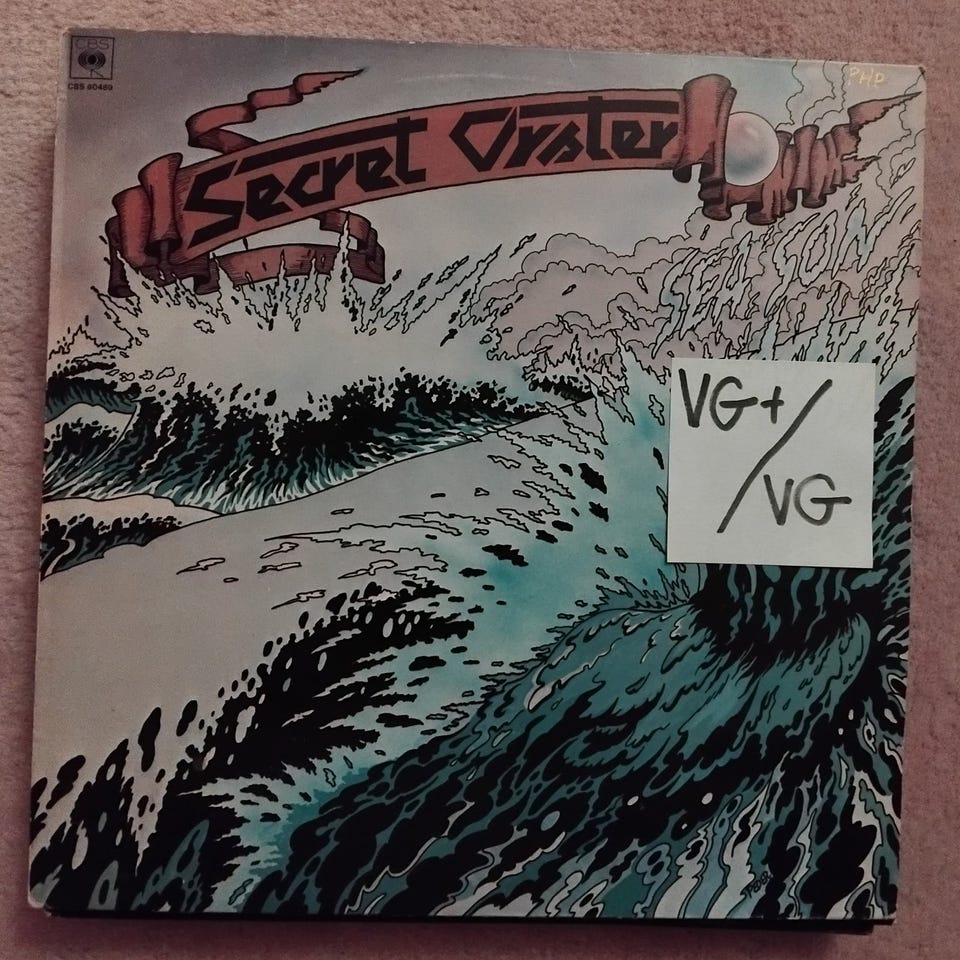 CBS
CBS 80489
PHP
Secret Oyster
SEA SON
VG+/
/VG